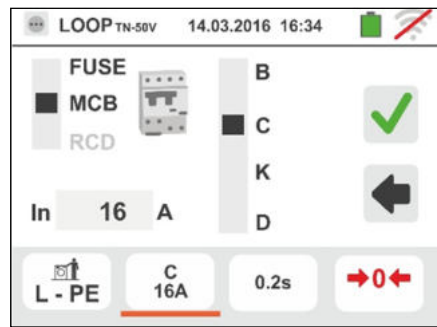 LOOP TN-50V 14.03.2016 16:34
FUSE
MCB
RCD
B
C
K
D
In 16 A
L - PE
C
16A
0.2s
→0←